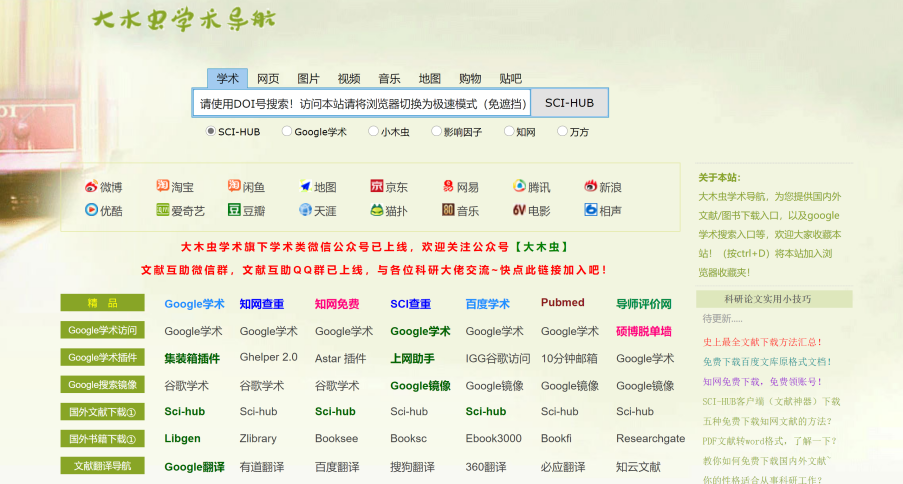 大木虫学术导航
学术 网页 图片 视频 音乐 地图 购物 贴吧
请使用DOI号搜索！访问本站请将浏览器切换为极速模式（免遮挡） SCI-HUB
SCI-HUB Google学术 小木虫 影响因子 知网 万方
微博 淘宝 闲鱼 地图 京东 网易 腾讯 新浪
优酷 爱奇艺 豆瓣 天涯 猫扑 音乐 电影 相声
大木虫学术旗下学术类微信公众号已上线，欢迎关注公众号【大木虫】
文献互助微信群，文献互助QQ群已上线，与各位科研大佬交流~快点此链接加入吧！
精 品 Google学术 知网查重 知网免费 SCI查重 百度学术 Pubmed 导师评价网
Google学术访问 Google学术 Google学术 Google学术 Google学术 Google学术 Google学术 硕博脱单墙
Google学术插件 集装箱插件 Ghelper 2.0 Astar 插件 上网助手 IGG谷歌访问 10分钟邮箱 Google学术
Google搜索镜像 谷歌学术 谷歌学术 谷歌学术 Google镜像 Google镜像 Google镜像 Google镜像
国外文献下载① Sci-hub Sci-hub Sci-hub Sci-hub Sci-hub Sci-hub Sci-hub
国外书籍下载① Libgen Zlibrary Booksee Booksc Ebook3000 Bookfi Researchgate
文献翻译导航 Google翻译 有道翻译 百度翻译 搜狗翻译 360翻译 必应翻译 知云文献
关于本站:
大木虫学术导航，为您提供国内外
文献/图书下载入口，以及google
学术搜索入口等，欢迎大家收藏本
站！（按ctrl+D）将本站加入浏
览器收藏夹！
科研论文实用小技巧
待更新.....
史上最全文献下载方法汇总！
免费下载百度文库原格式文档！
知网免费下载，免费领账号！
SCI-HUB客户端（文献神器）下载
五种免费下载知网文献的方法？
PDF文献转word格式，了解一下？
教你如何免费下载国内外文献~
你的性格适合从事科研工作？